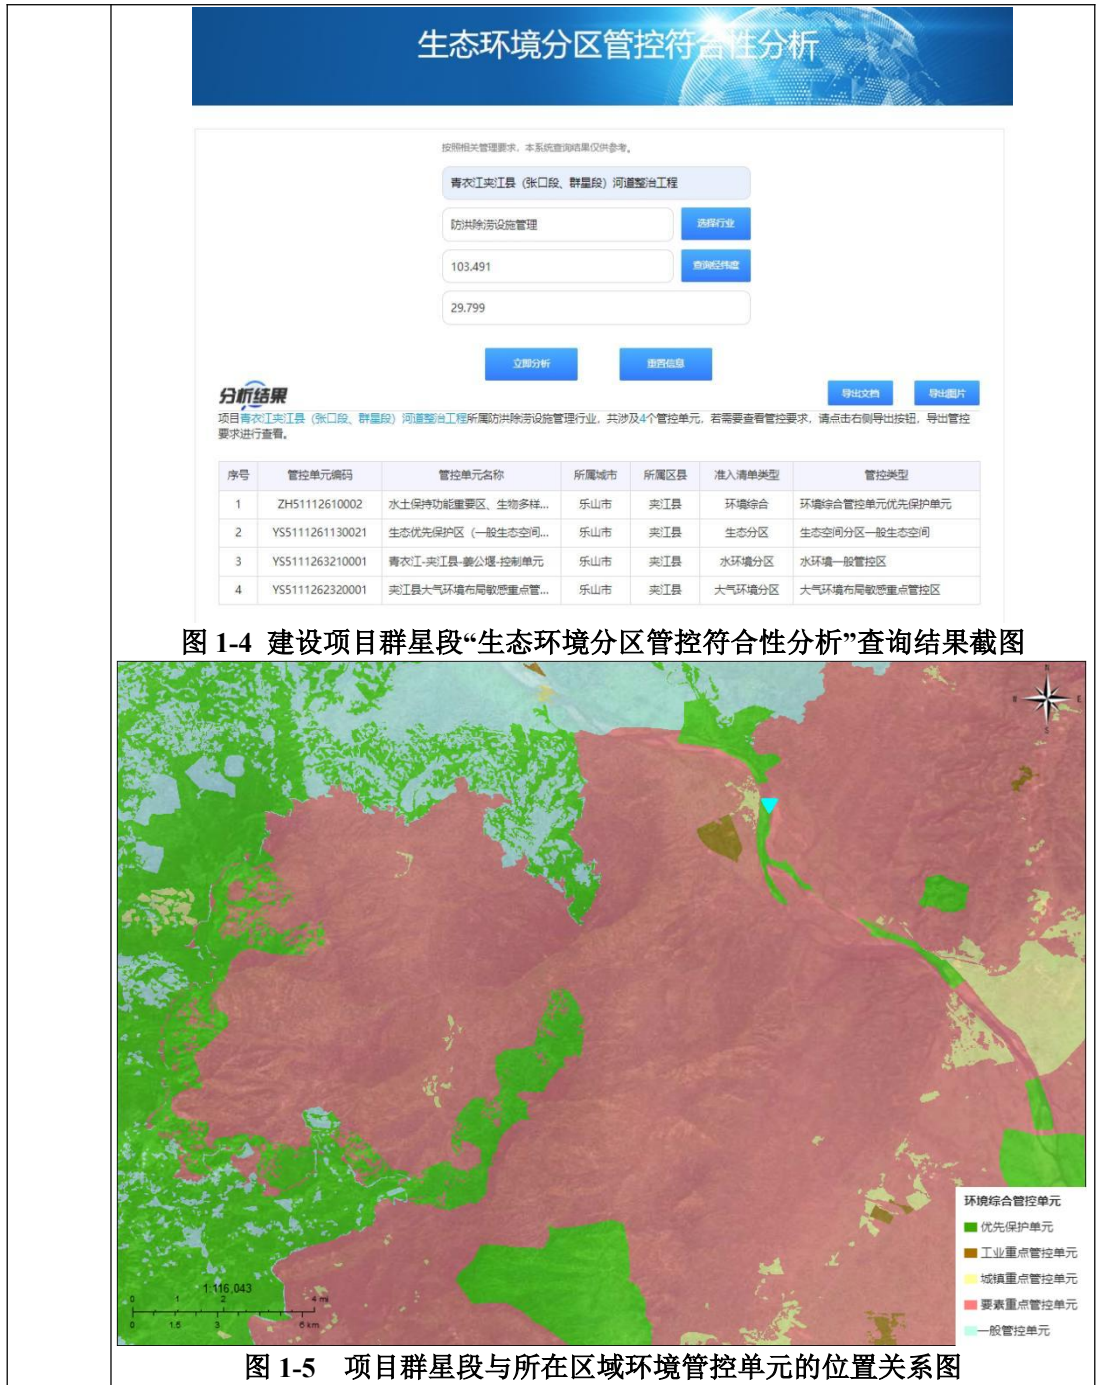 生态环境分区管控符合性分析
按照相关管理要求，本系统查询结果仅供参考。
青衣江夹江县（张口段、群星段）河道整治工程
防洪除涝设施管理
选择行业
103.491
查询经纬度
29.799
立即分析
重置信息
分析结果
导出文档
导出图片
项目青衣江夹江县（张口段、群星段）河道整治工程所属防洪除涝设施管理行业，共涉及4个管控单元，若需要查看管控要求，请点击右侧导出按钮，导出管控
要求进行查看。
序号 管控单元编码 管控单元名称 所属城市 所属区县 准入清单类型 管控类型
1 ZH51112610002 水土保持功能重要区、生物多样... 乐山市 夹江县 环境综合 环境综合管控单元优先保护单元
2 YS5111261130021 生态优先保护区（一般生态空间... 乐山市 夹江县 生态分区 生态空间分区一般生态空间
3 YS5111263210001 青衣江-夹江县-姜公堰-控制单元 乐山市 夹江县 水环境分区 水环境一般管控区
4 YS5111262320001 夹江县大气环境布局敏感重点管... 乐山市 夹江县 大气环境分区 大气环境布局敏感重点管控区
图 1-4 建设项目群星段“生态环境分区管控符合性分析”查询结果截图
N
E
S
环境综合管控单元
优先保护单元
工业重点管控单元
城镇重点管控单元
要素重点管控单元
一般管控单元
1:116,043
0 1 2 4 mi
0 1.5 3 6 km
图 1-5 项目群星段与所在区域环境管控单元的位置关系图